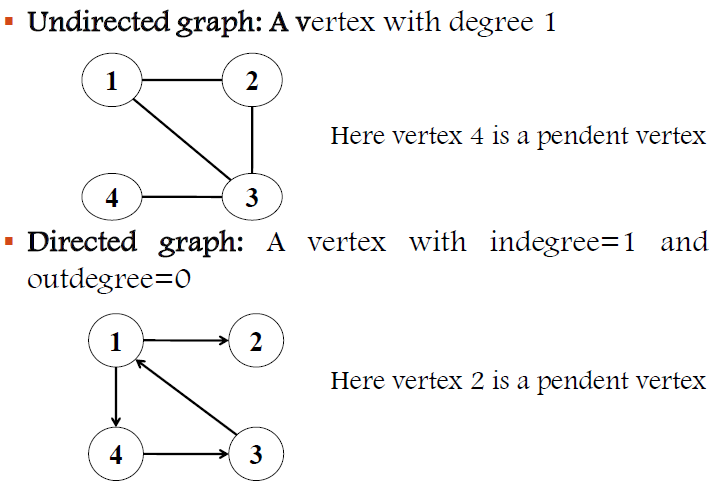 ▪ Undirected graph: A vertex with degree 1
1 2
Here vertex 4 is a pendent vertex
4 3
▪ Directed graph: A vertex with indegree=1 and
outdegree=0
1 2
Here vertex 2 is a pendent vertex
4 3